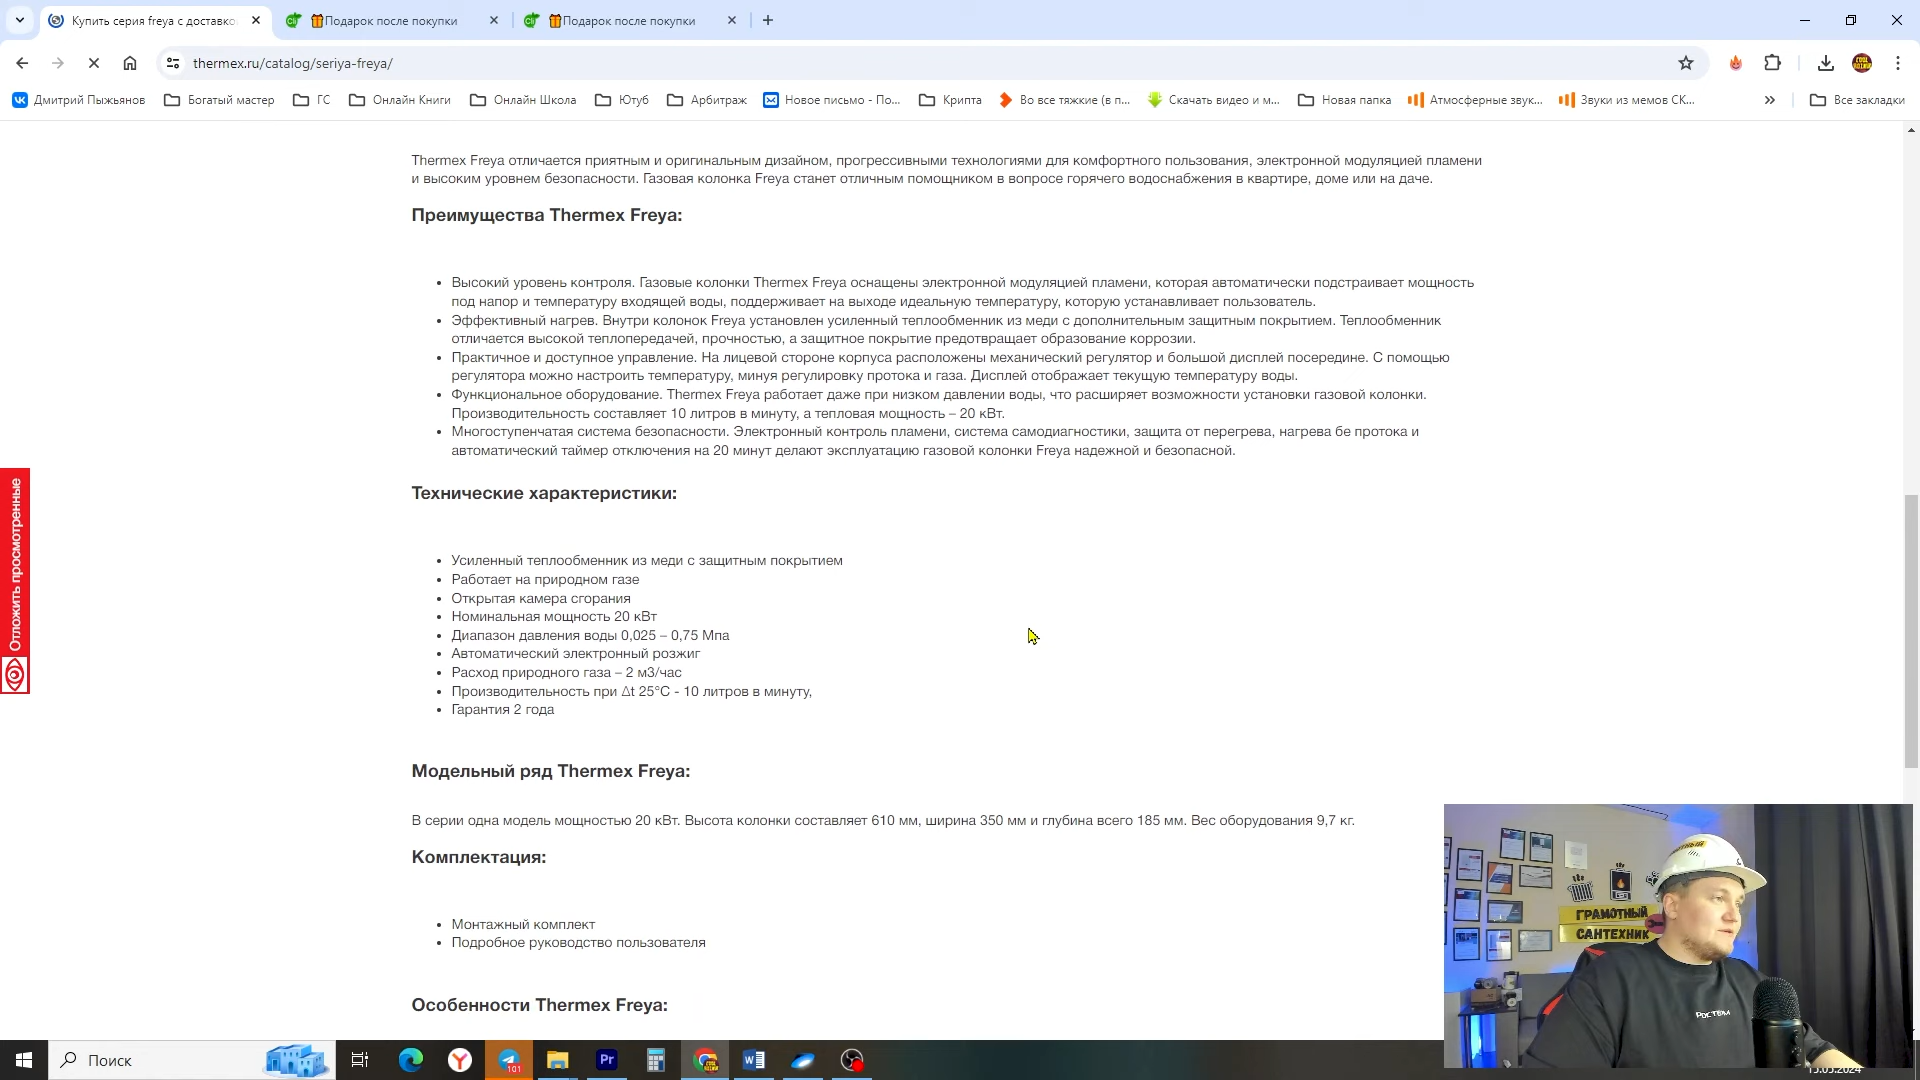 Купить серия freya с доставко
Подарок после покупки
Подарок после покупки
thermex.ru/catalog/seriya-freya/
Дмитрий Пыжьянов
Богатый мастер
ГС
Онлайн Книги
Онлайн Школа
Ютуб
Арбитраж
Новое письмо - По...
Крипта
Во все тяжкие (в п...
Скачать видео и м...
Новая папка
Атмосферные звук...
Звуки из мемов СК...
Все закладки
Thermex Freya отличается приятным и оригинальным дизайном, прогрессивными технологиями для комфортного пользования, электронной модуляцией пламени
и высоким уровнем безопасности. Газовая колонка Freya станет отличным помощником в вопросе горячего водоснабжения в квартире, доме или на даче.
Преимущества Thermex Freya:
Высокий уровень контроля. Газовые колонки Thermex Freya оснащены электронной модуляцией пламени, которая автоматически подстраивает мощность
под напор и температуру входящей воды, поддерживает на выходе идеальную температуру, которую устанавливает пользователь.
Эффективный нагрев. Внутри колонок Freya установлен усиленный теплообменник из меди с дополнительным защитным покрытием. Теплообменник
отличается высокой теплопередачей, прочностью, а защитное покрытие предотвращает образование коррозии.
Практичное и доступное управление. На лицевой стороне корпуса расположены механический регулятор и большой дисплей посередине. С помощью
регулятора можно настроить температуру, минуя регулировку протока и газа. Дисплей отображает текущую температуру воды.
Функциональное оборудование. Thermex Freya работает даже при низком давлении воды, что расширяет возможности установки газовой колонки.
Производительность составляет 10 литров в минуту, а тепловая мощность – 20 кВт.
Многоступенчатая система безопасности. Электронный контроль пламени, система самодиагностики, защита от перегрева, нагрева бе протока и
автоматический таймер отключения на 20 минут делают эксплуатацию газовой колонки Freya надежной и безопасной.
Отложить просмотренные
Технические характеристики:
Усиленный теплообменник из меди с защитным покрытием
Работает на природном газе
Открытая камера сгорания
Номинальная мощность 20 кВт
Диапазон давления воды 0,025 – 0,75 Мпа
Автоматический электронный розжиг
Расход природного газа – 2 м3/час
Производительность при Δt 25°C - 10 литров в минуту,
Гарантия 2 года
Модельный ряд Thermex Freya:
В серии одна модель мощностью 20 кВт. Высота колонки составляет 610 мм, ширина 350 мм и глубина всего 185 мм. Вес оборудования 9,7 кг.
Комплектация:
Монтажный комплект
Подробное руководство пользователя
Особенности Thermex Freya:
ГРАМОТНЫЙ
САНТЕХНИК
Ростерм
Поиск
101
Pr
15.05.2024